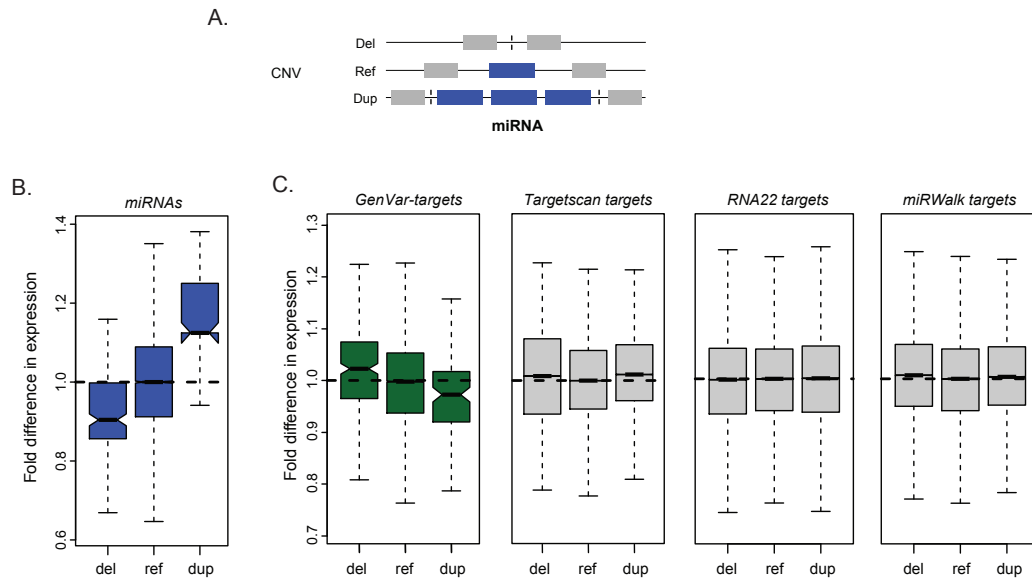 A.
Del
CNV
Ref
Dup
miRNA
B.
miRNAs
Fold difference in expression
1.4
1.2
1.0
0.8
0.6
del ref dup
C.
GenVar-targets
Targetscan targets
RNA22 targets
miRWalk targets
Fold difference in expression
1.3
1.2
1.1
1.0
0.9
0.8
0.7
del ref dup
del ref dup
del ref dup
del ref dup